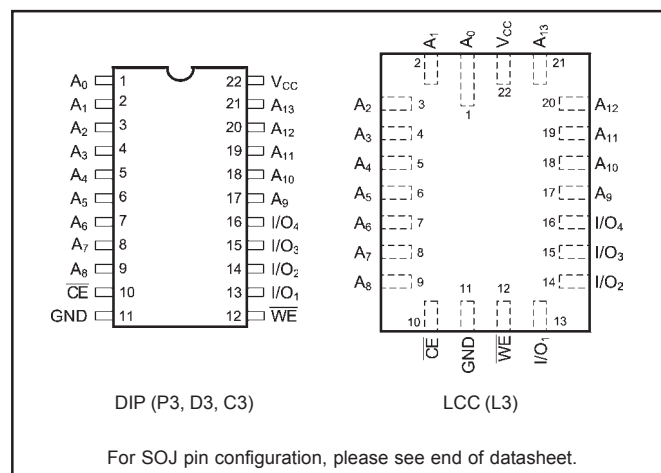 A0 1 22 VCC
A1 2 21 A13
A2 3 20 A12
A3 4 19 A11
A4 5 18 A10
A5 6 17 A9
A6 7 16 I/O4
A7 8 15 I/O3
A8 9 14 I/O2
CE 10 13 I/O1
GND 11 12 WE
DIP (P3, D3, C3)
A1 A0 VCC A13
2 1 22 21
A2 3 20 A12
A3 4 19 A11
A4 5 18 A10
A5 6 17 A9
A6 7 16 I/O4
A7 8 15 I/O3
A8 9 14 I/O2
10 11 12 13
CE GND WE I/O1
LCC (L3)
For SOJ pin configuration, please see end of datasheet.